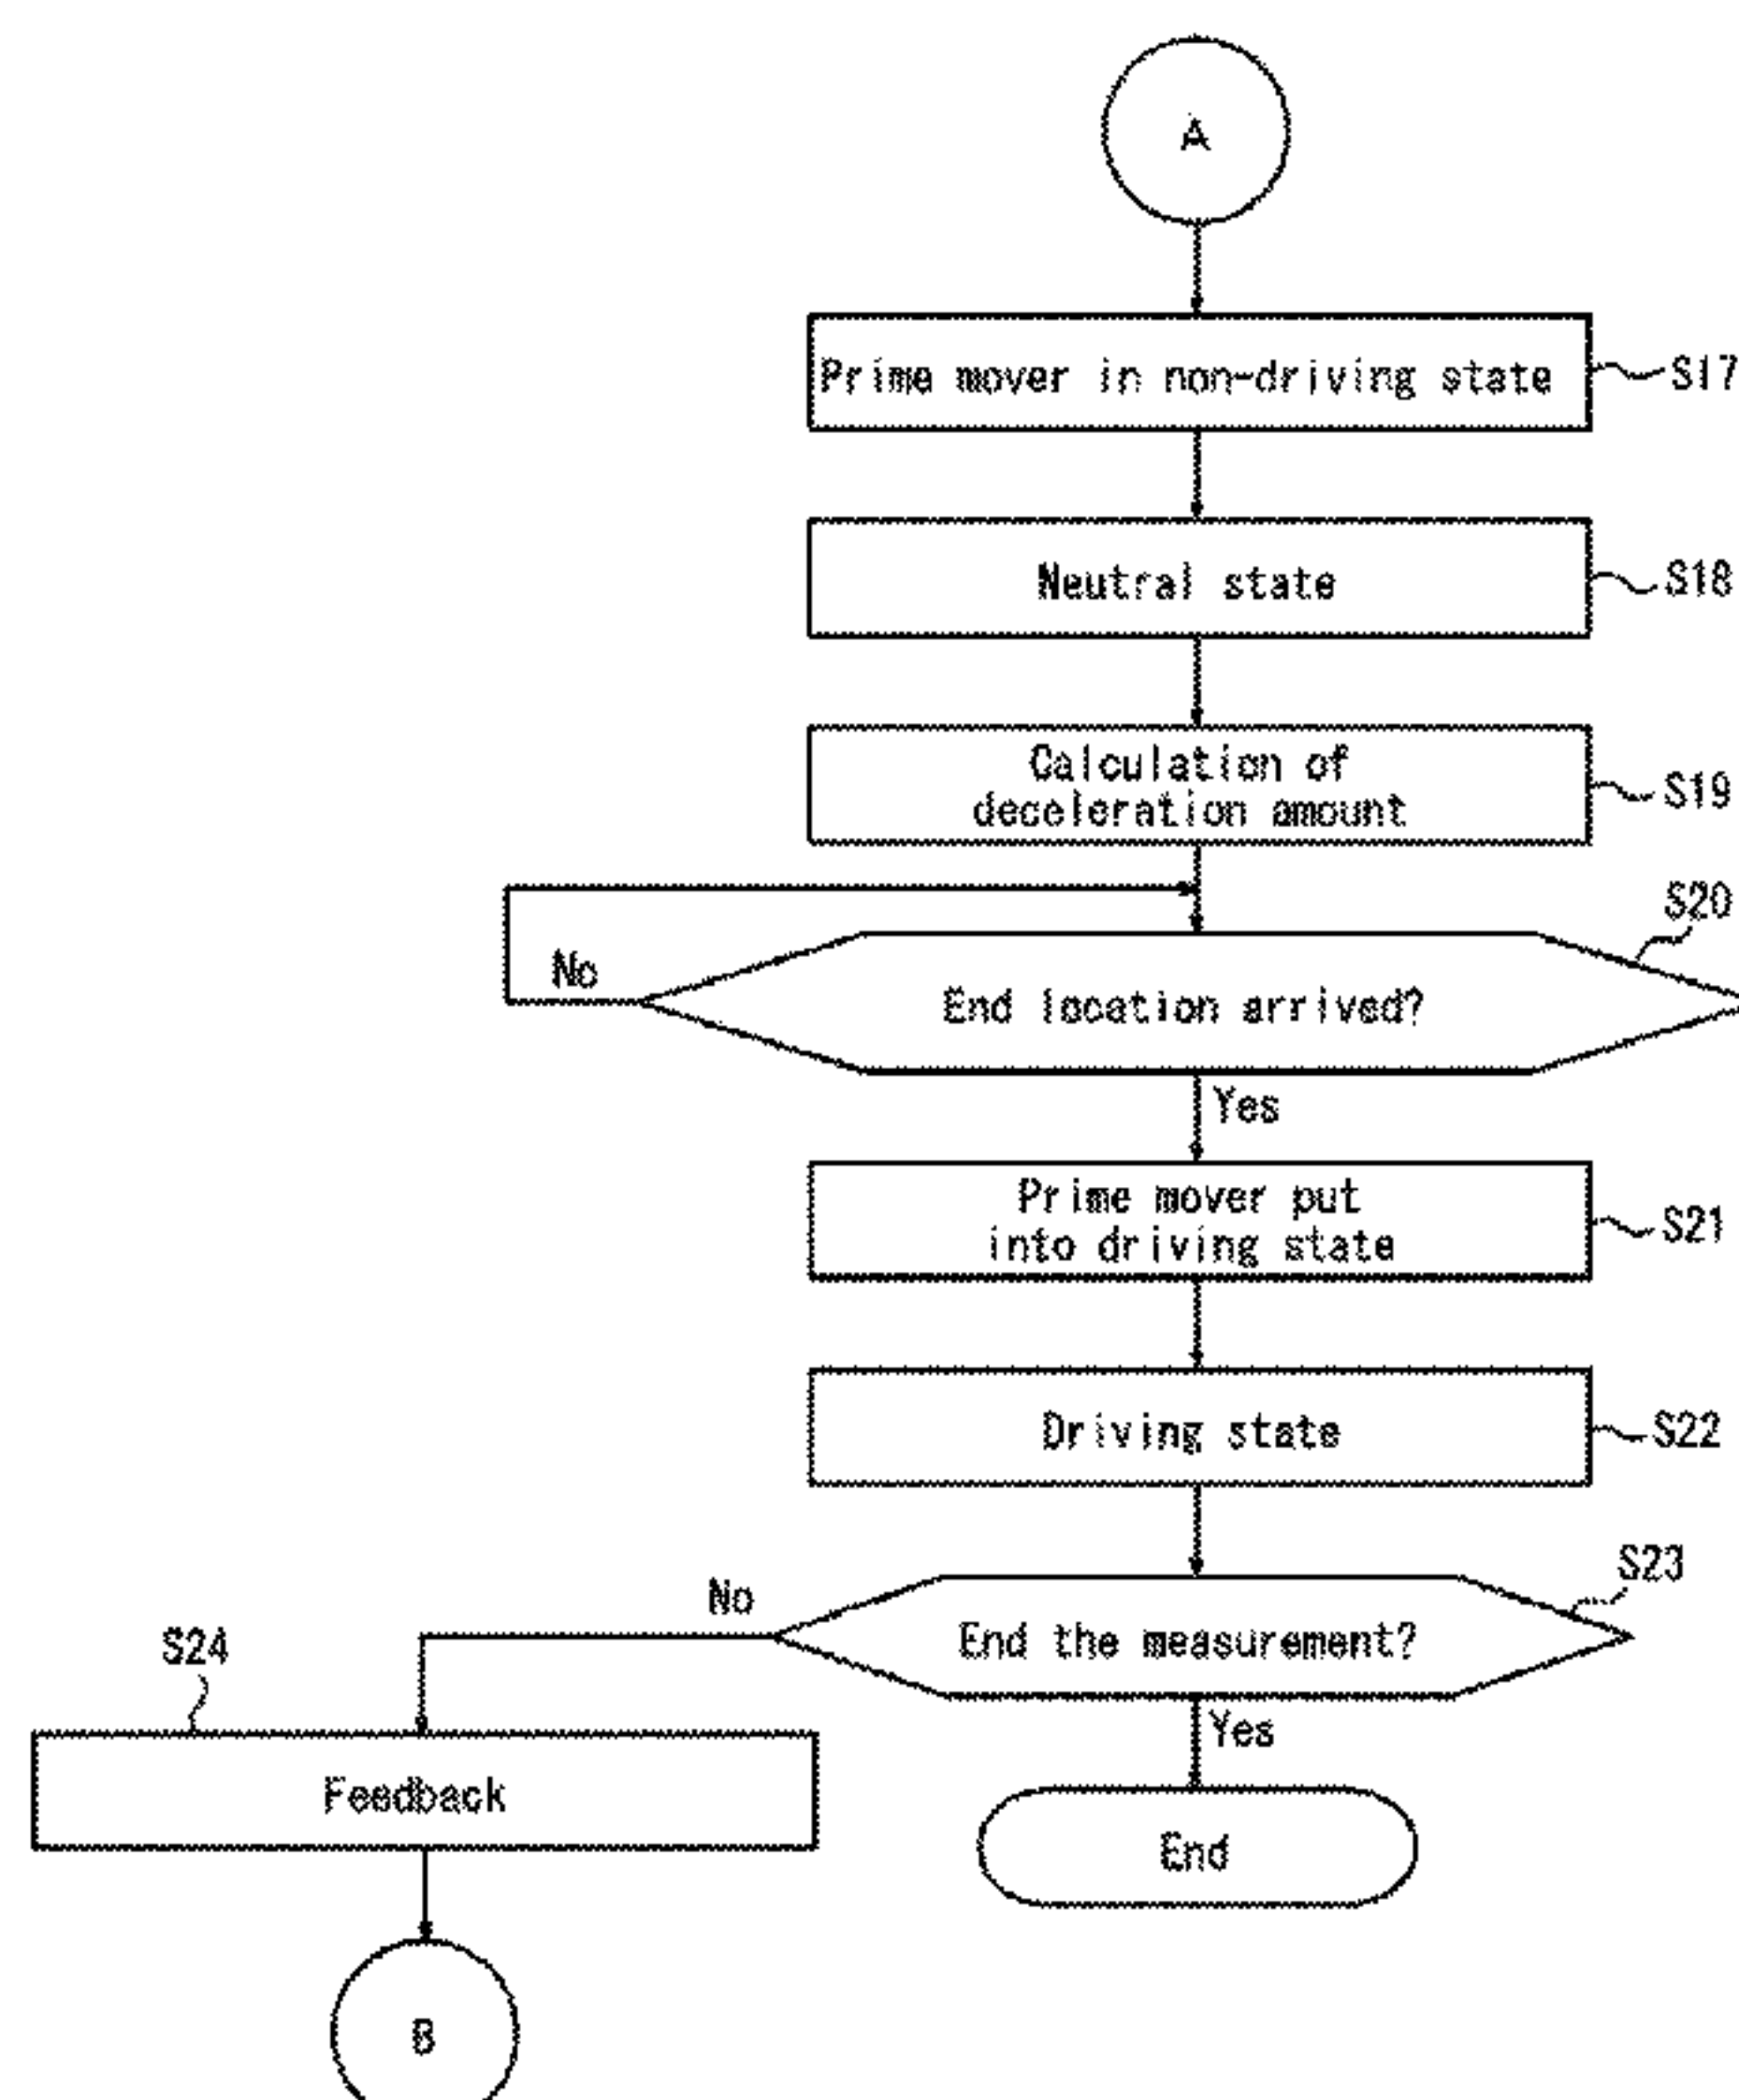 A
Prime mover in non-driving state
S17
Neutral state
S18
Calculation of
deceleration amount
S19
S20
No
End location arrived?
Yes
Prime mover put
into driving state
S21
Driving state
S22
S23
No
End the measurement?
S24
Yes
Feedback
End
B